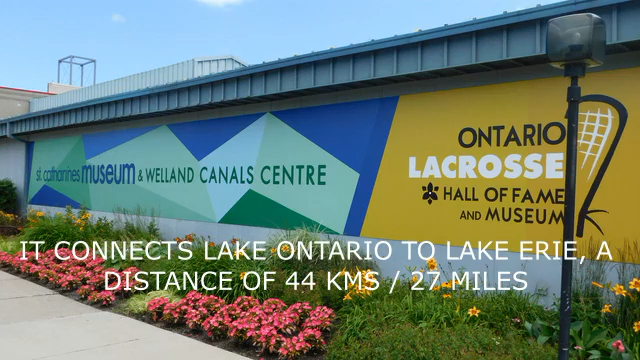 st. catharines museum & WELLAND CANALS CENTRE
ONTARIO
LACROSSE
HALL OF FAME
AND MUSEUM
IT CONNECTS LAKE ONTARIO TO LAKE ERIE, A
DISTANCE OF 44 KMS / 27 MILES